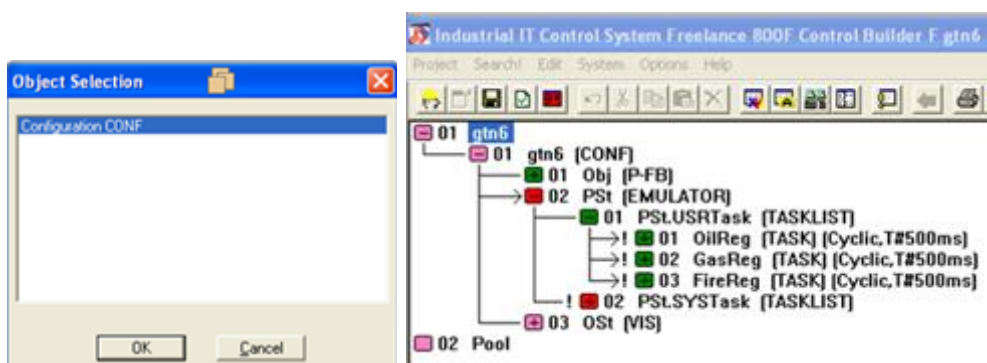 Object Selection
Configuration CONF
OK
Cancel
Industrial IT Control System Freelance 800F Control Builder F gtn6
Project Search! Edit System Options Help
01 gtn6
01 gtn6 (CONF)
01 Obj (P-FB)
02 PSt (EMULATOR)
01 PSt.USRTask (TASKLIST)
! 01 OilReg (TASK) (Cyclic,T#500ms)
! 02 GasReg (TASK) (Cyclic,T#500ms)
! 03 FireReg (TASK) (Cyclic,T#500ms)
! 02 PSt.SYSTask (TASKLIST)
03 OSt (VIS)
02 Pool